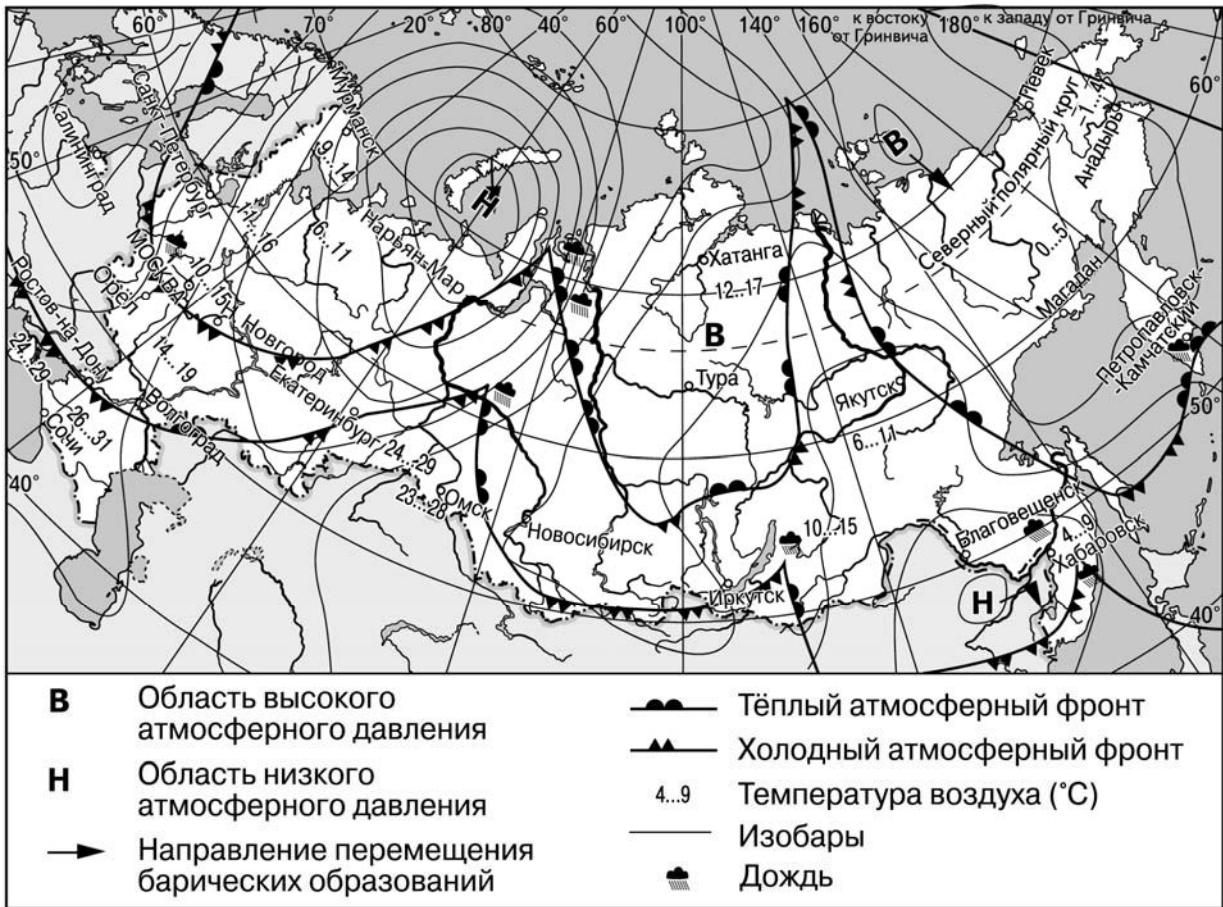 60°
70°
80°
40°
60°
20°
80°
100°
140°
160°
к востоку
от Гринвича
180°
к западу от Гринвича
60°
50°
40°
50°
40°
Мурманск
Санкт-Петербург
Калининград
Певек
Северный полярный круг
-1...4
Анадырь
В
9...14
Н
Нарьян-Мар
11...16
6...11
МОСКВА
10...15
Орёл
Ростов-на-Дону
Хатанга
12...17
0...5
Магадан
Петропавловск-
-Камчатский
В
Тура
Якутск
Новгород
14...19
24...29
Екатеринбург
Волгоград
26...31
Сочи
24...29
23...28
Омск
6...11
Новосибирск
10...15
Иркутск
Благовещенск
4...9
Хабаровск
Н
В
Область высокого
атмосферного давления
Н
Область низкого
атмосферного давления
Направление перемещения
барических образований
Тёплый атмосферный фронт
Холодный атмосферный фронт
4...9
Температура воздуха (°С)
Изобары
Дождь